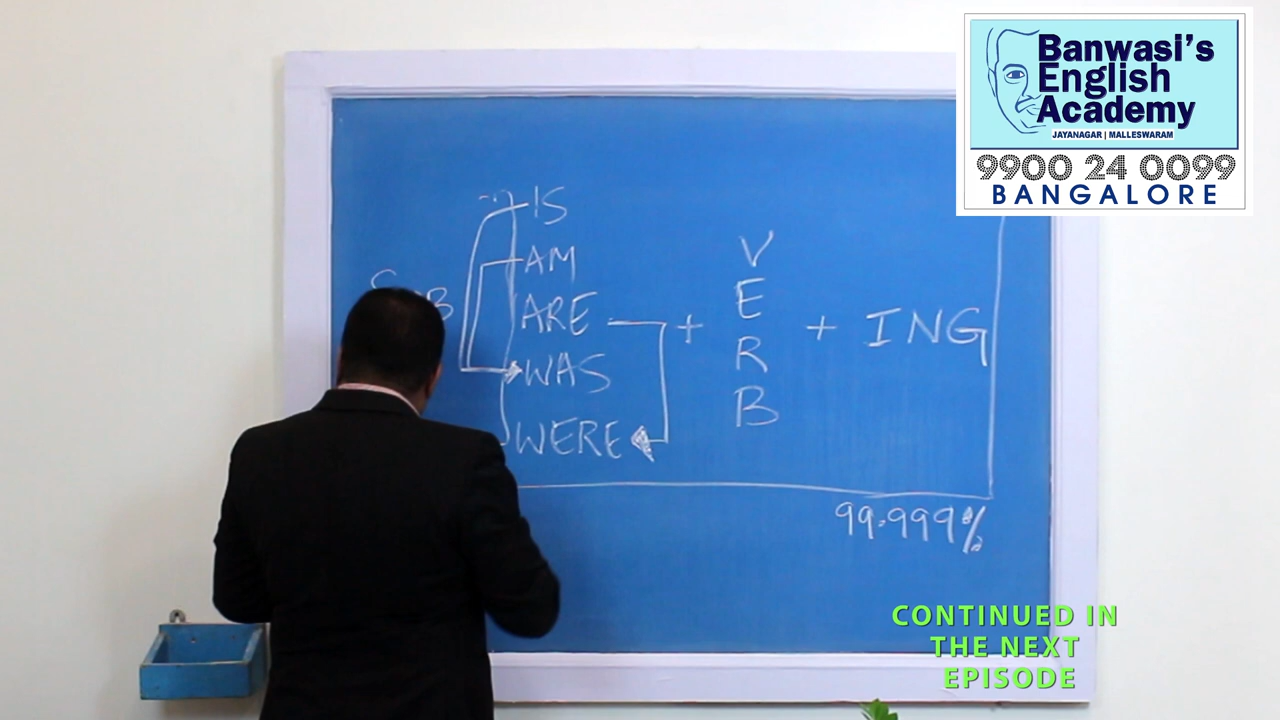 Banwasi's
English
Academy
JAYANAGAR | MALLESWARAM
9900 24 0099
BANGALORE
IS
AM
ARE
WAS
WERE
+
V
E
R
B
+ ING
99.999%
CONTINUED IN
THE NEXT
EPISODE